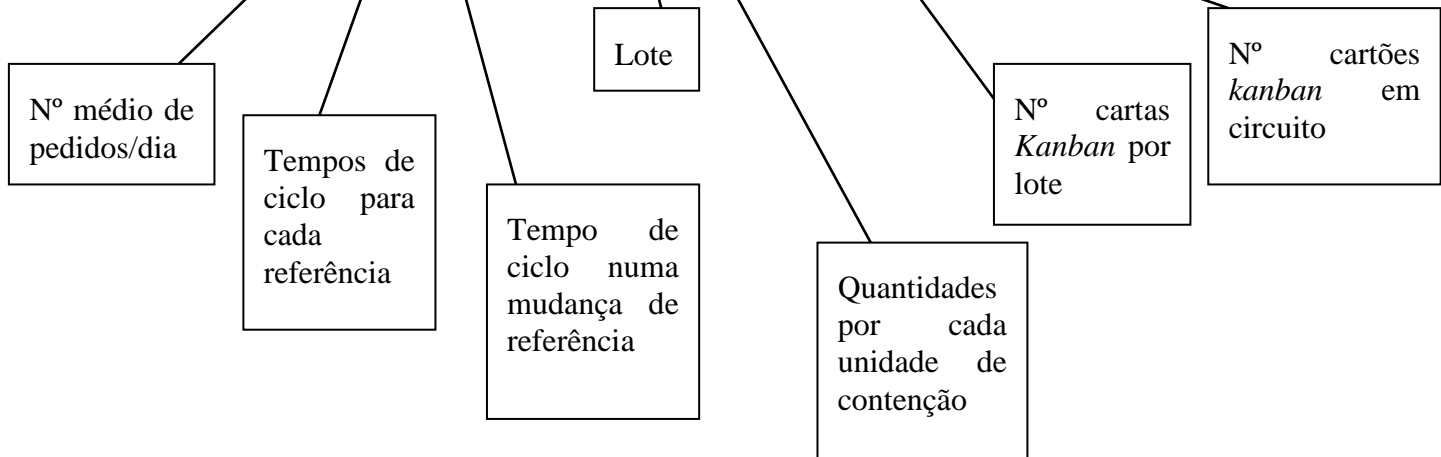 Nº médio de
pedidos/dia
Tempos de
ciclo para
cada
referência
Tempo de
ciclo numa
mudança de
referência
Lote
Quantidades
por cada
unidade de
contenção
Nº cartas
Kanban por
lote
Nº cartões
kanban em
circuito